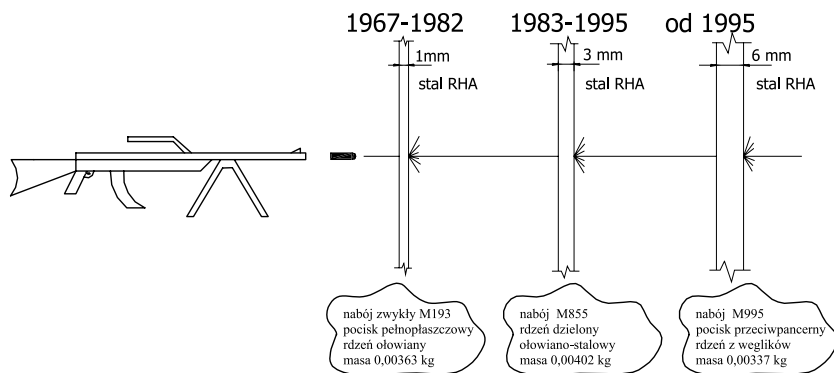 1967-1982
1983-1995
od 1995
1mm
3 mm
6 mm
stal RHA
stal RHA
stal RHA
nabój zwykły M193
pocisk pełnopłaszczowy
rdzeń ołowiany
masa 0,00363 kg
nabój  M855
rdzeń dzielony
ołowiano-stalowy
masa 0,00402 kg
nabój  M995
pocisk przeciwpancerny
rdzeń z weglików
masa 0,00337 kg